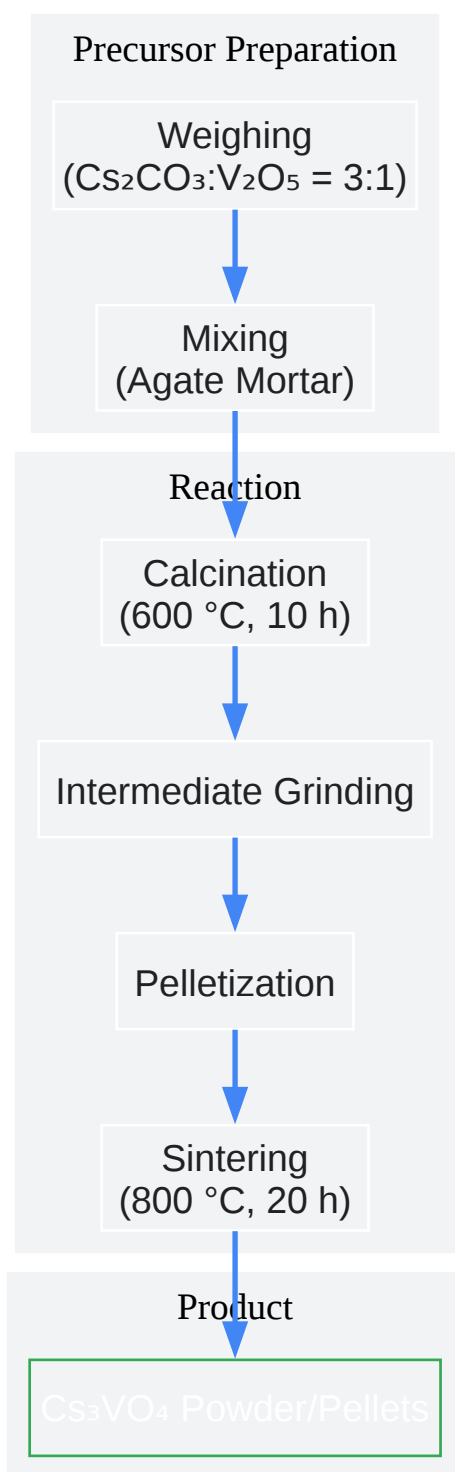 Precursor Preparation
Weighing
(Cs₂CO₃:V₂O₅ = 3:1)
Mixing
(Agate Mortar)
Reaction
Calcination
(600 °C, 10 h)
Intermediate Grinding
Pelletization
Sintering
(800 °C, 20 h)
Product
Cs₃VO₄ Powder/Pellets